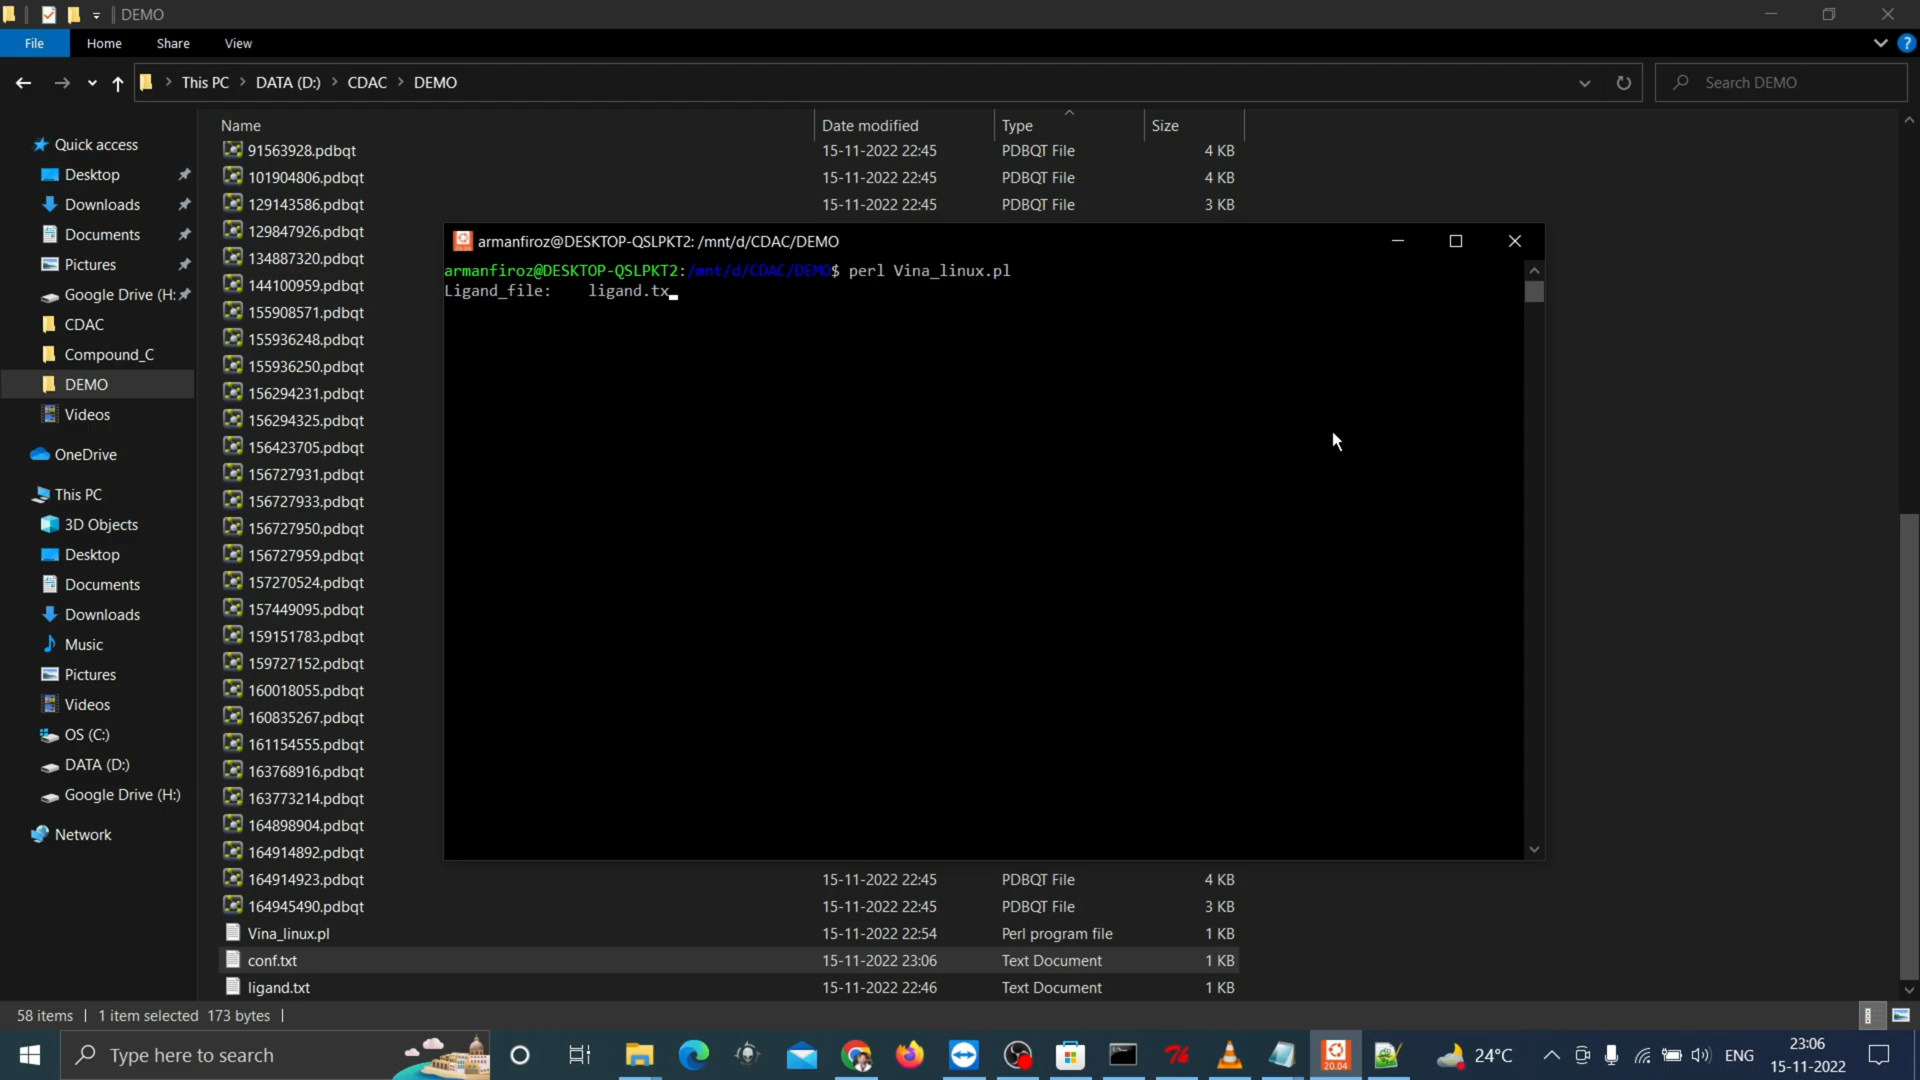 DEMO
File Home Share View
This PC DATA (D:) CDAC DEMO
Search DEMO
Name Date modified Type Size
Quick access
Desktop
Downloads
Documents
Pictures
Google Drive (H:
CDAC
Compound_C
DEMO
Videos
OneDrive
This PC
3D Objects
Desktop
Documents
Downloads
Music
Pictures
Videos
OS (C:)
DATA (D:)
Google Drive (H:)
Network
91563928.pdbqt 15-11-2022 22:45 PDBQT File 4 KB
101904806.pdbqt 15-11-2022 22:45 PDBQT File 4 KB
129143586.pdbqt 15-11-2022 22:45 PDBQT File 3 KB
129847926.pdbqt
134887320.pdbqt
144100959.pdbqt
155908571.pdbqt
155936248.pdbqt
155936250.pdbqt
156294231.pdbqt
156294325.pdbqt
156423705.pdbqt
156727931.pdbqt
156727933.pdbqt
156727950.pdbqt
156727959.pdbqt
157270524.pdbqt
157449095.pdbqt
159151783.pdbqt
159727152.pdbqt
160018055.pdbqt
160835267.pdbqt
161154555.pdbqt
163768916.pdbqt
163773214.pdbqt
164898904.pdbqt
164914892.pdbqt
164914923.pdbqt 15-11-2022 22:45 PDBQT File 4 KB
164945490.pdbqt 15-11-2022 22:45 PDBQT File 3 KB
Vina_linux.pl 15-11-2022 22:54 Perl program file 1 KB
conf.txt 15-11-2022 23:06 Text Document 1 KB
ligand.txt 15-11-2022 22:46 Text Document 1 KB
armanfiroz@DESKTOP-QSLPKT2: /mnt/d/CDAC/DEMO
armanfiroz@DESKTOP-QSLPKT2:/mnt/d/CDAC/DEMO$ perl Vina_linux.pl
Ligand_file: ligand.tx
58 items 1 item selected 173 bytes
Type here to search
20.04
24°C
ENG
23:06
15-11-2022